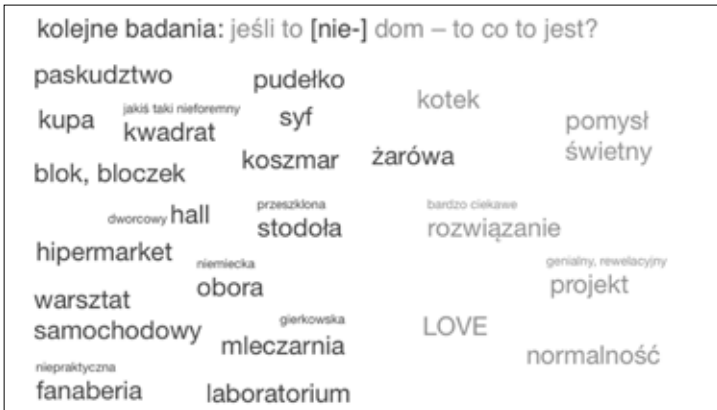 kolejne badania: jeśli to [nie-] dom – to co to jest?
paskudztwo
pudełko
kotek
kupa
jakiś taki nieforemny
kwadrat
syf
pomysł
świetny
blok, bloczek
koszmar
żarówa
dworcowy hall
przeszklona
stodoła
bardzo ciekawe
rozwiązanie
hipermarket
niemiecka
obora
genialny, rewelacyjny
projekt
warsztat
samochodowy
gierkowska
mleczarnia
LOVE
normalność
niepraktyczna
fanaberia
laboratorium